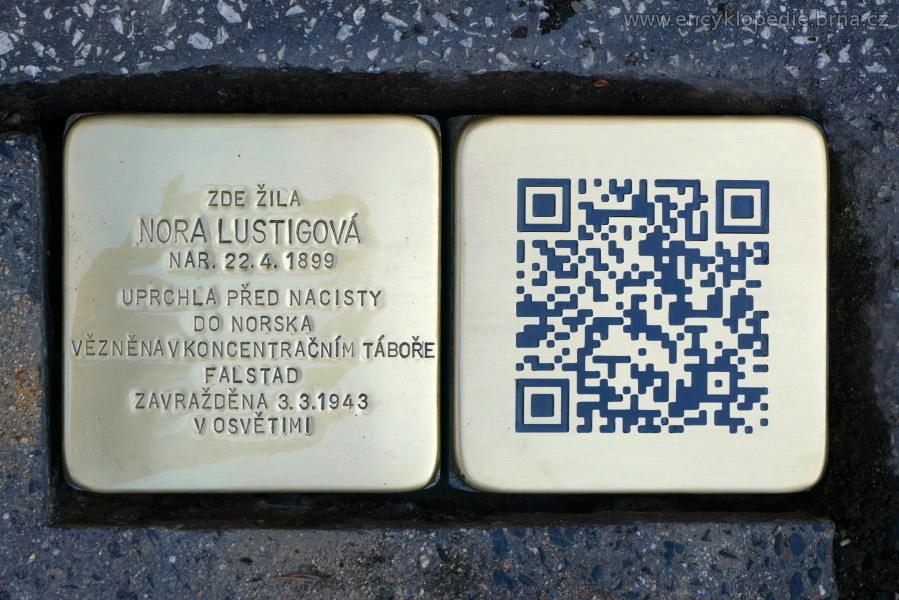 www.encyklopedie.brna.cz
ZDE ŽILA
NORA LUSTIGOVÁ
NAR. 22. 4. 1899
UPRCHLA PŘED NACISTY
DO NORSKA
VĚZNĚNA V KONCENTRAČNÍM TÁBOŘE
FALSTAD
ZAVRAŽDĚNA 3. 3. 1943
V OSVĚTIMI